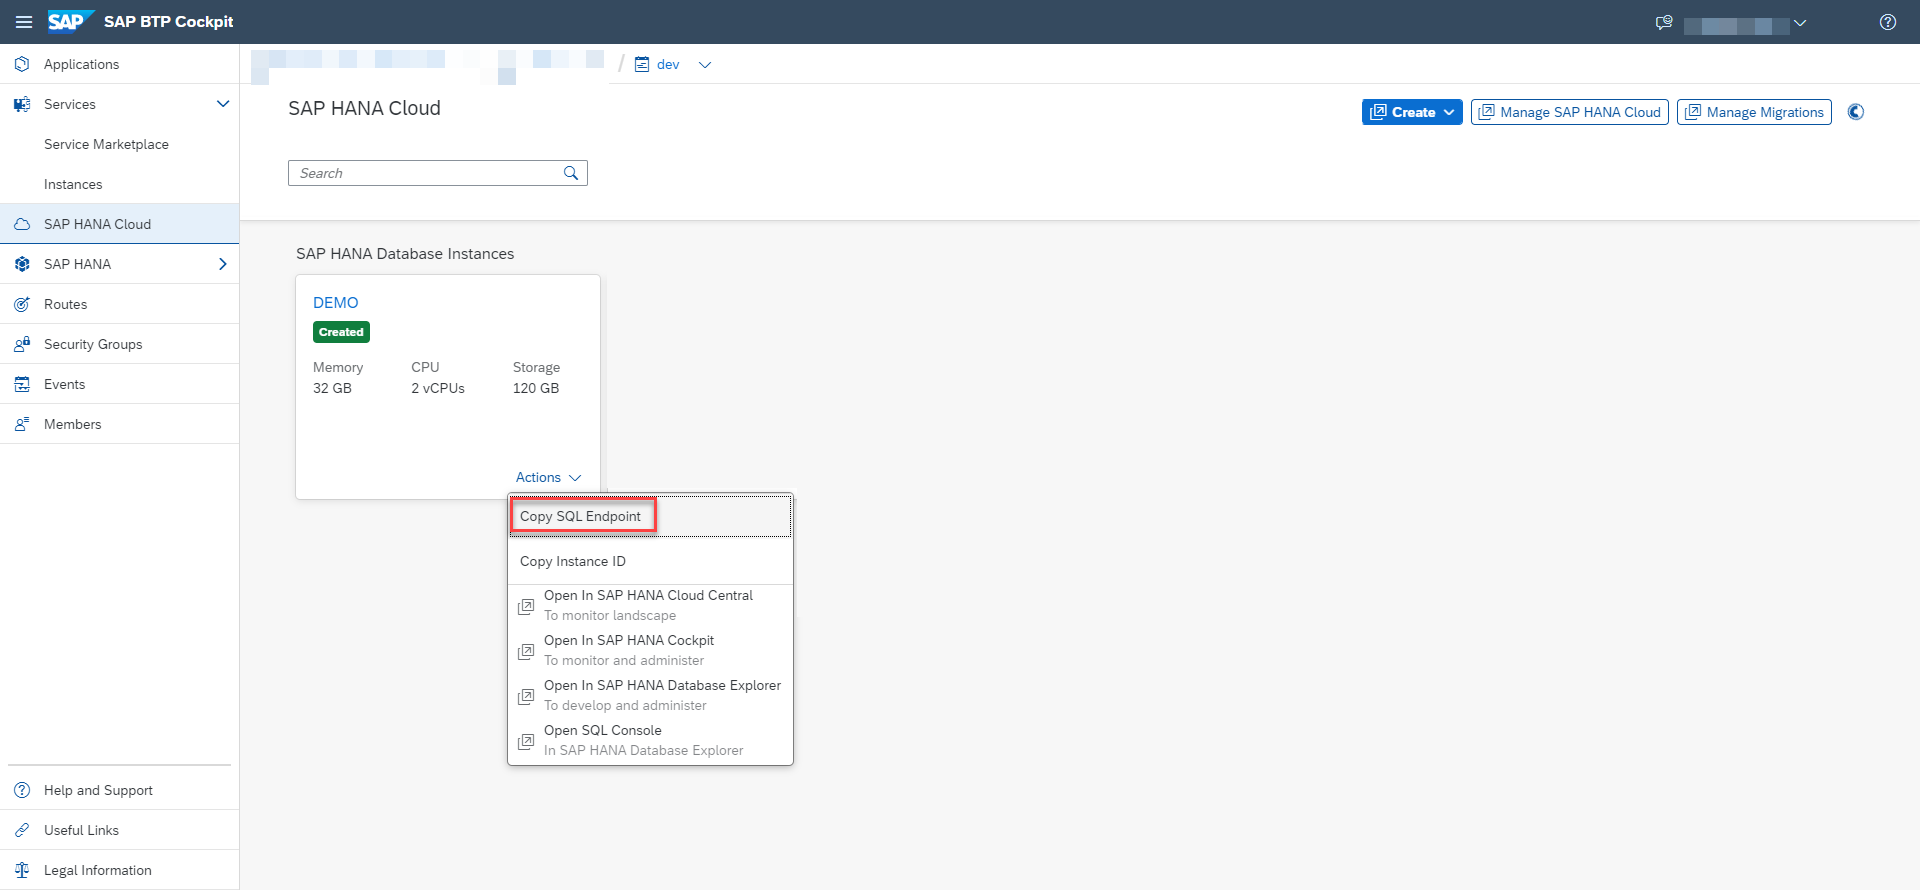 SAP SAP BTP Cockpit
Applications
Services
Service Marketplace
Instances
SAP HANA Cloud
SAP HANA
Routes
Security Groups
Events
Members
Help and Support
Useful Links
Legal Information
/ dev
SAP HANA Cloud
Create
Manage SAP HANA Cloud
Manage Migrations
Search
SAP HANA Database Instances
DEMO
Created
Memory CPU Storage
32 GB 2 vCPUs 120 GB
Actions
Copy SQL Endpoint
Copy Instance ID
Open In SAP HANA Cloud Central
To monitor landscape
Open In SAP HANA Cockpit
To monitor and administer
Open In SAP HANA Database Explorer
To develop and administer
Open SQL Console
In SAP HANA Database Explorer